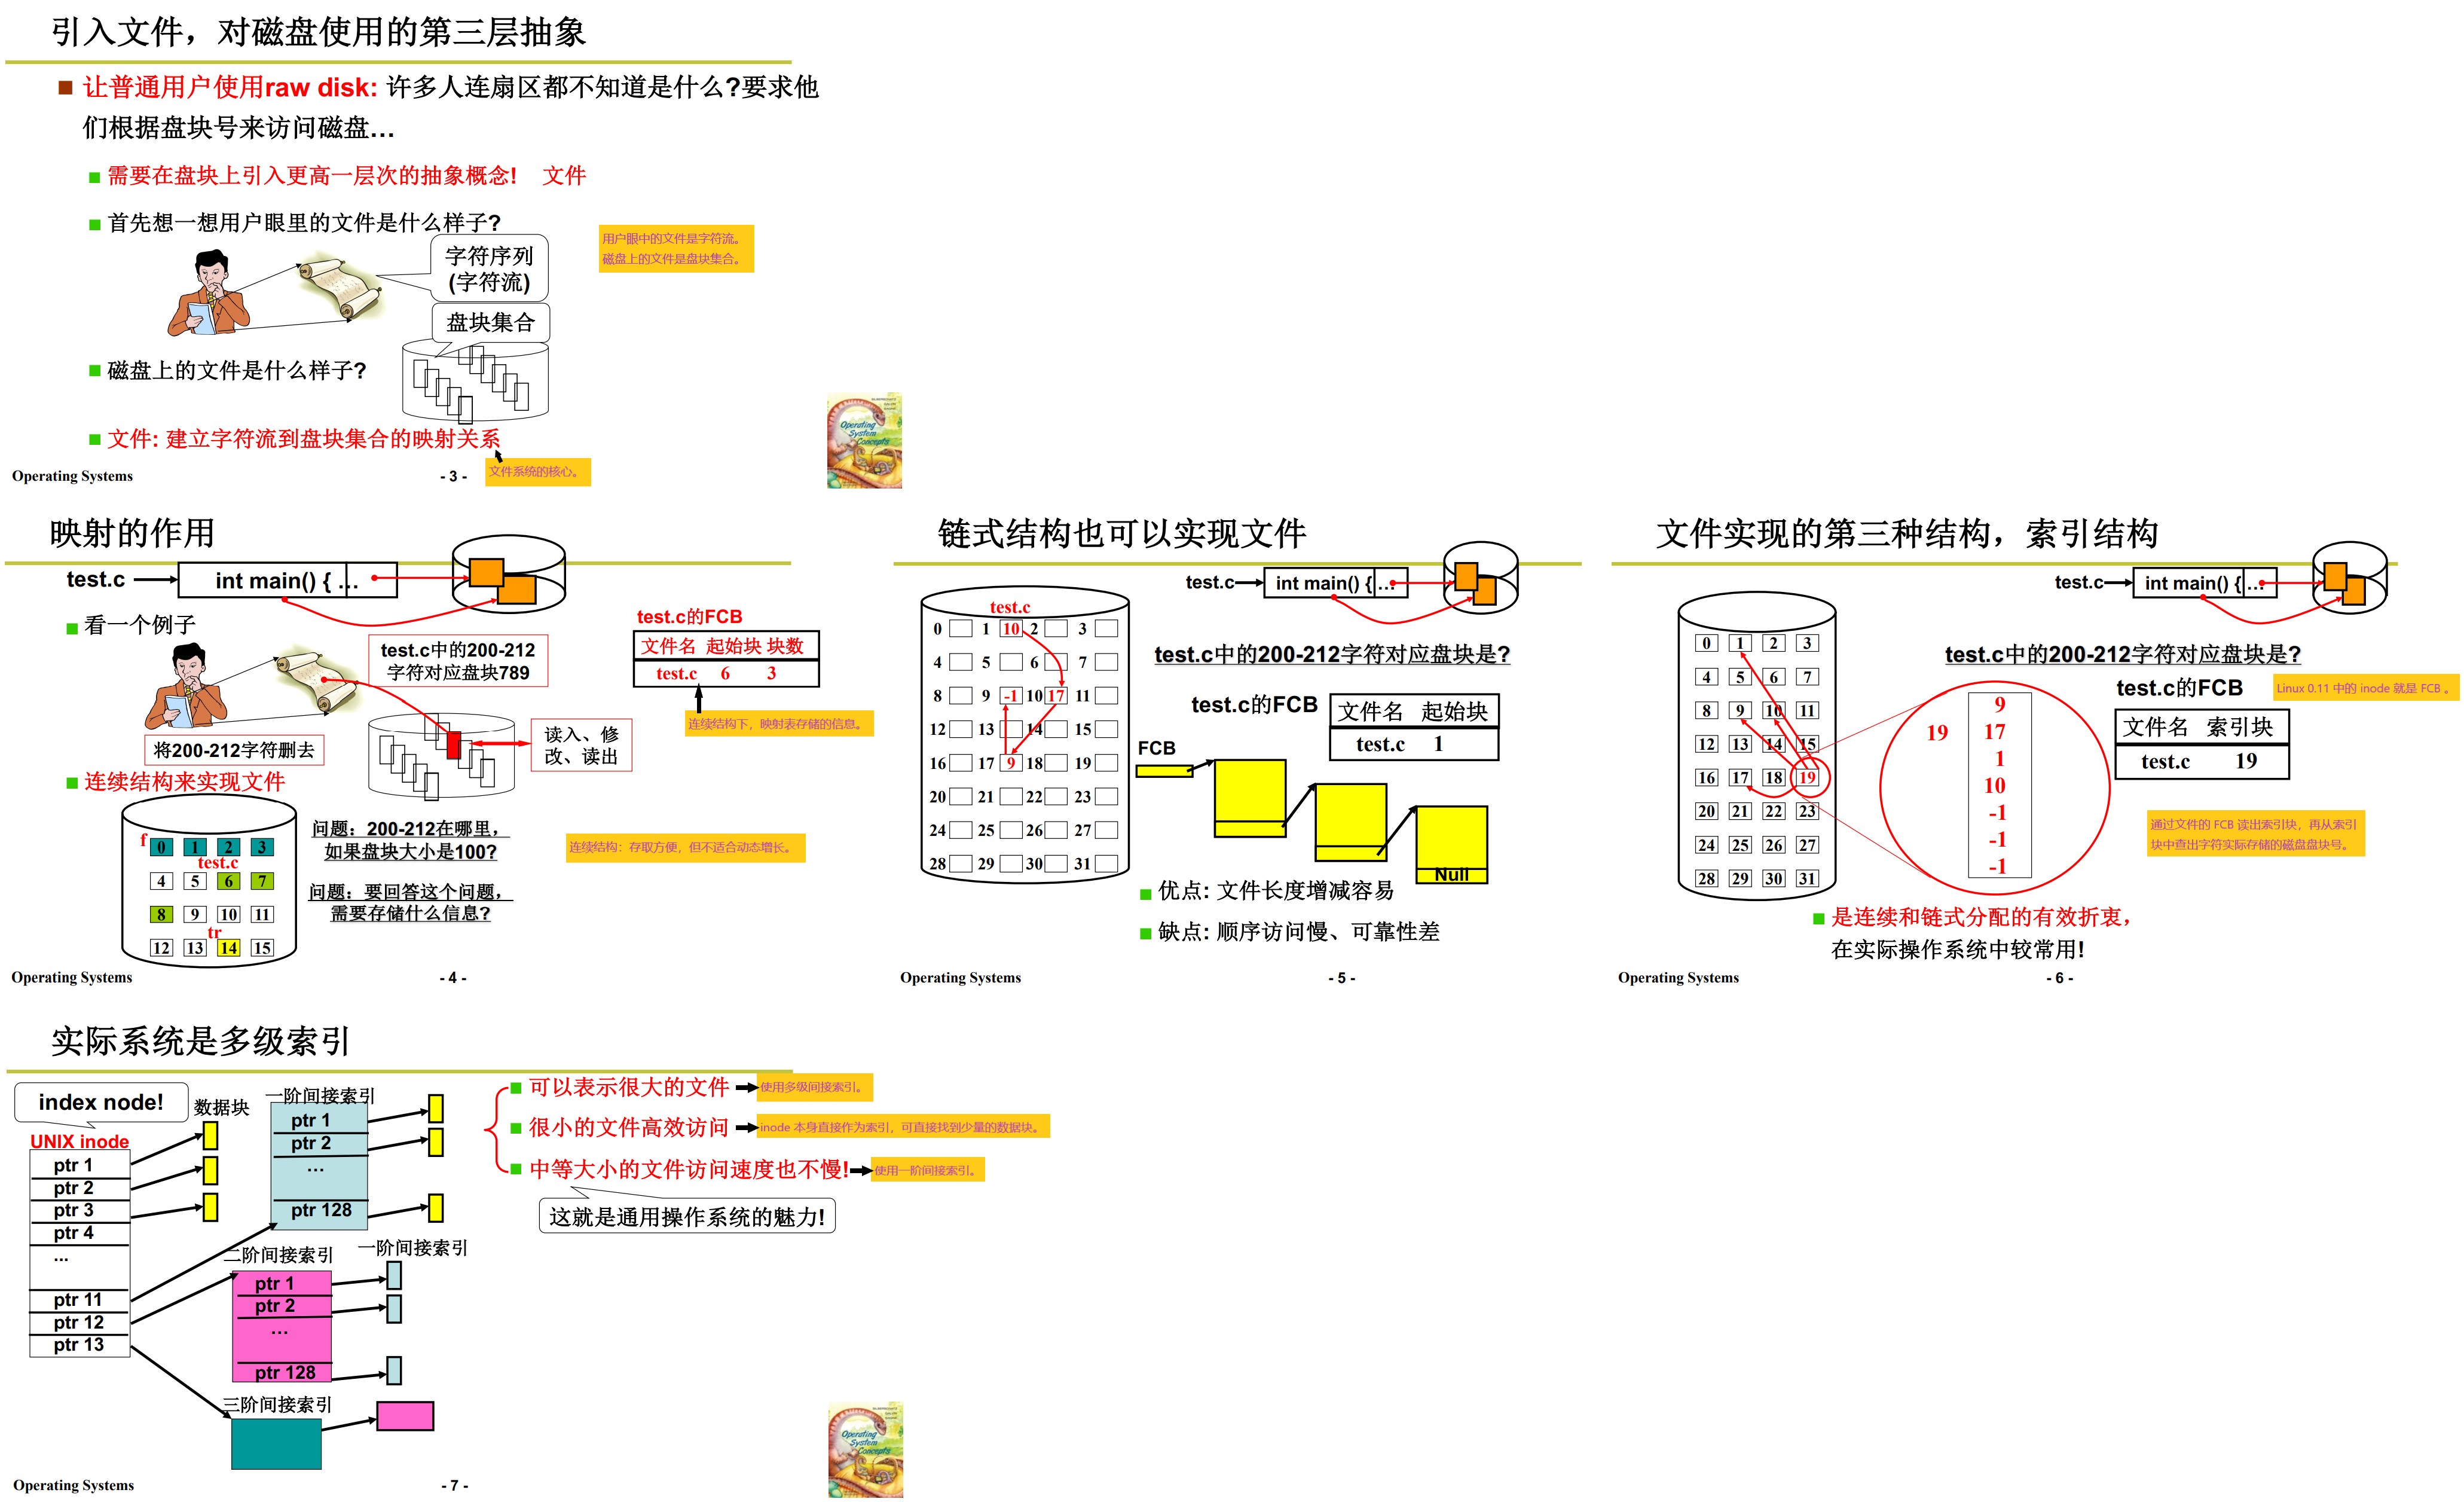 引入文件，对磁盘使用的第三层抽象
让普通用户使用raw disk: 许多人连扇区都不知道是什么?要求他
们根据盘块号来访问磁盘…
需要在盘块上引入更高一层次的抽象概念! 文件
首先想一想用户眼里的文件是什么样子?
字符序列
(字符流)
用户眼中的文件是字符流。
磁盘上的文件是盘块集合。
盘块集合
磁盘上的文件是什么样子?
文件: 建立字符流到盘块集合的映射关系
文件系统的核心。
Operating
System
Concepts
Operating Systems
- 3 -
映射的作用
test.c
int main() { …
看一个例子
test.c中的200-212
字符对应盘块789
将200-212字符删去
读入、修
改、读出
test.c的FCB
文件名 起始块 块数
test.c 6 3
连续结构下，映射表存储的信息。
连续结构来实现文件
f
0 1 2 3
test.c
4 5 6 7
8 9 10 11
tr
12 13 14 15
问题：200-212在哪里，
如果盘块大小是100?
问题：要回答这个问题，
需要存储什么信息?
连续结构：存取方便，但不适合动态增长。
Operating Systems
- 4 -
链式结构也可以实现文件
test.c
int main() { …
test.c
0 1 10 2 3
4 5 6 7
8 9 -1 10 17 11
12 13 14 15
16 17 9 18 19
20 21 22 23
24 25 26 27
28 29 30 31
test.c中的200-212字符对应盘块是?
test.c的FCB
文件名 起始块
test.c 1
FCB
Null
优点: 文件长度增减容易
缺点: 顺序访问慢、可靠性差
Operating Systems
- 5 -
文件实现的第三种结构，索引结构
test.c
int main() { …
0 1 2 3
4 5 6 7
8 9 10 11
12 13 14 15
16 17 18 19
20 21 22 23
24 25 26 27
28 29 30 31
test.c中的200-212字符对应盘块是?
19
9
17
1
10
-1
-1
-1
test.c的FCB
Linux 0.11 中的 inode 就是 FCB 。
文件名 索引块
test.c 19
通过文件的 FCB 读出索引块，再从索引
块中查出字符实际存储的磁盘盘块号。
是连续和链式分配的有效折衷，
在实际操作系统中较常用!
Operating Systems
- 6 -
实际系统是多级索引
index node!
UNIX inode
ptr 1
ptr 2
ptr 3
ptr 4
...
ptr 11
ptr 12
ptr 13
数据块
一阶间接索引
ptr 1
ptr 2
…
ptr 128
二阶间接索引
一阶间接索引
ptr 1
ptr 2
…
ptr 128
三阶间接索引
可以表示很大的文件
使用多级间接索引。
很小的文件高效访问
inode 本身直接作为索引，可直接找到少量的数据块。
中等大小的文件访问速度也不慢!
使用一阶间接索引。
这就是通用操作系统的魅力!
Operating
System
Concepts
Operating Systems
- 7 -